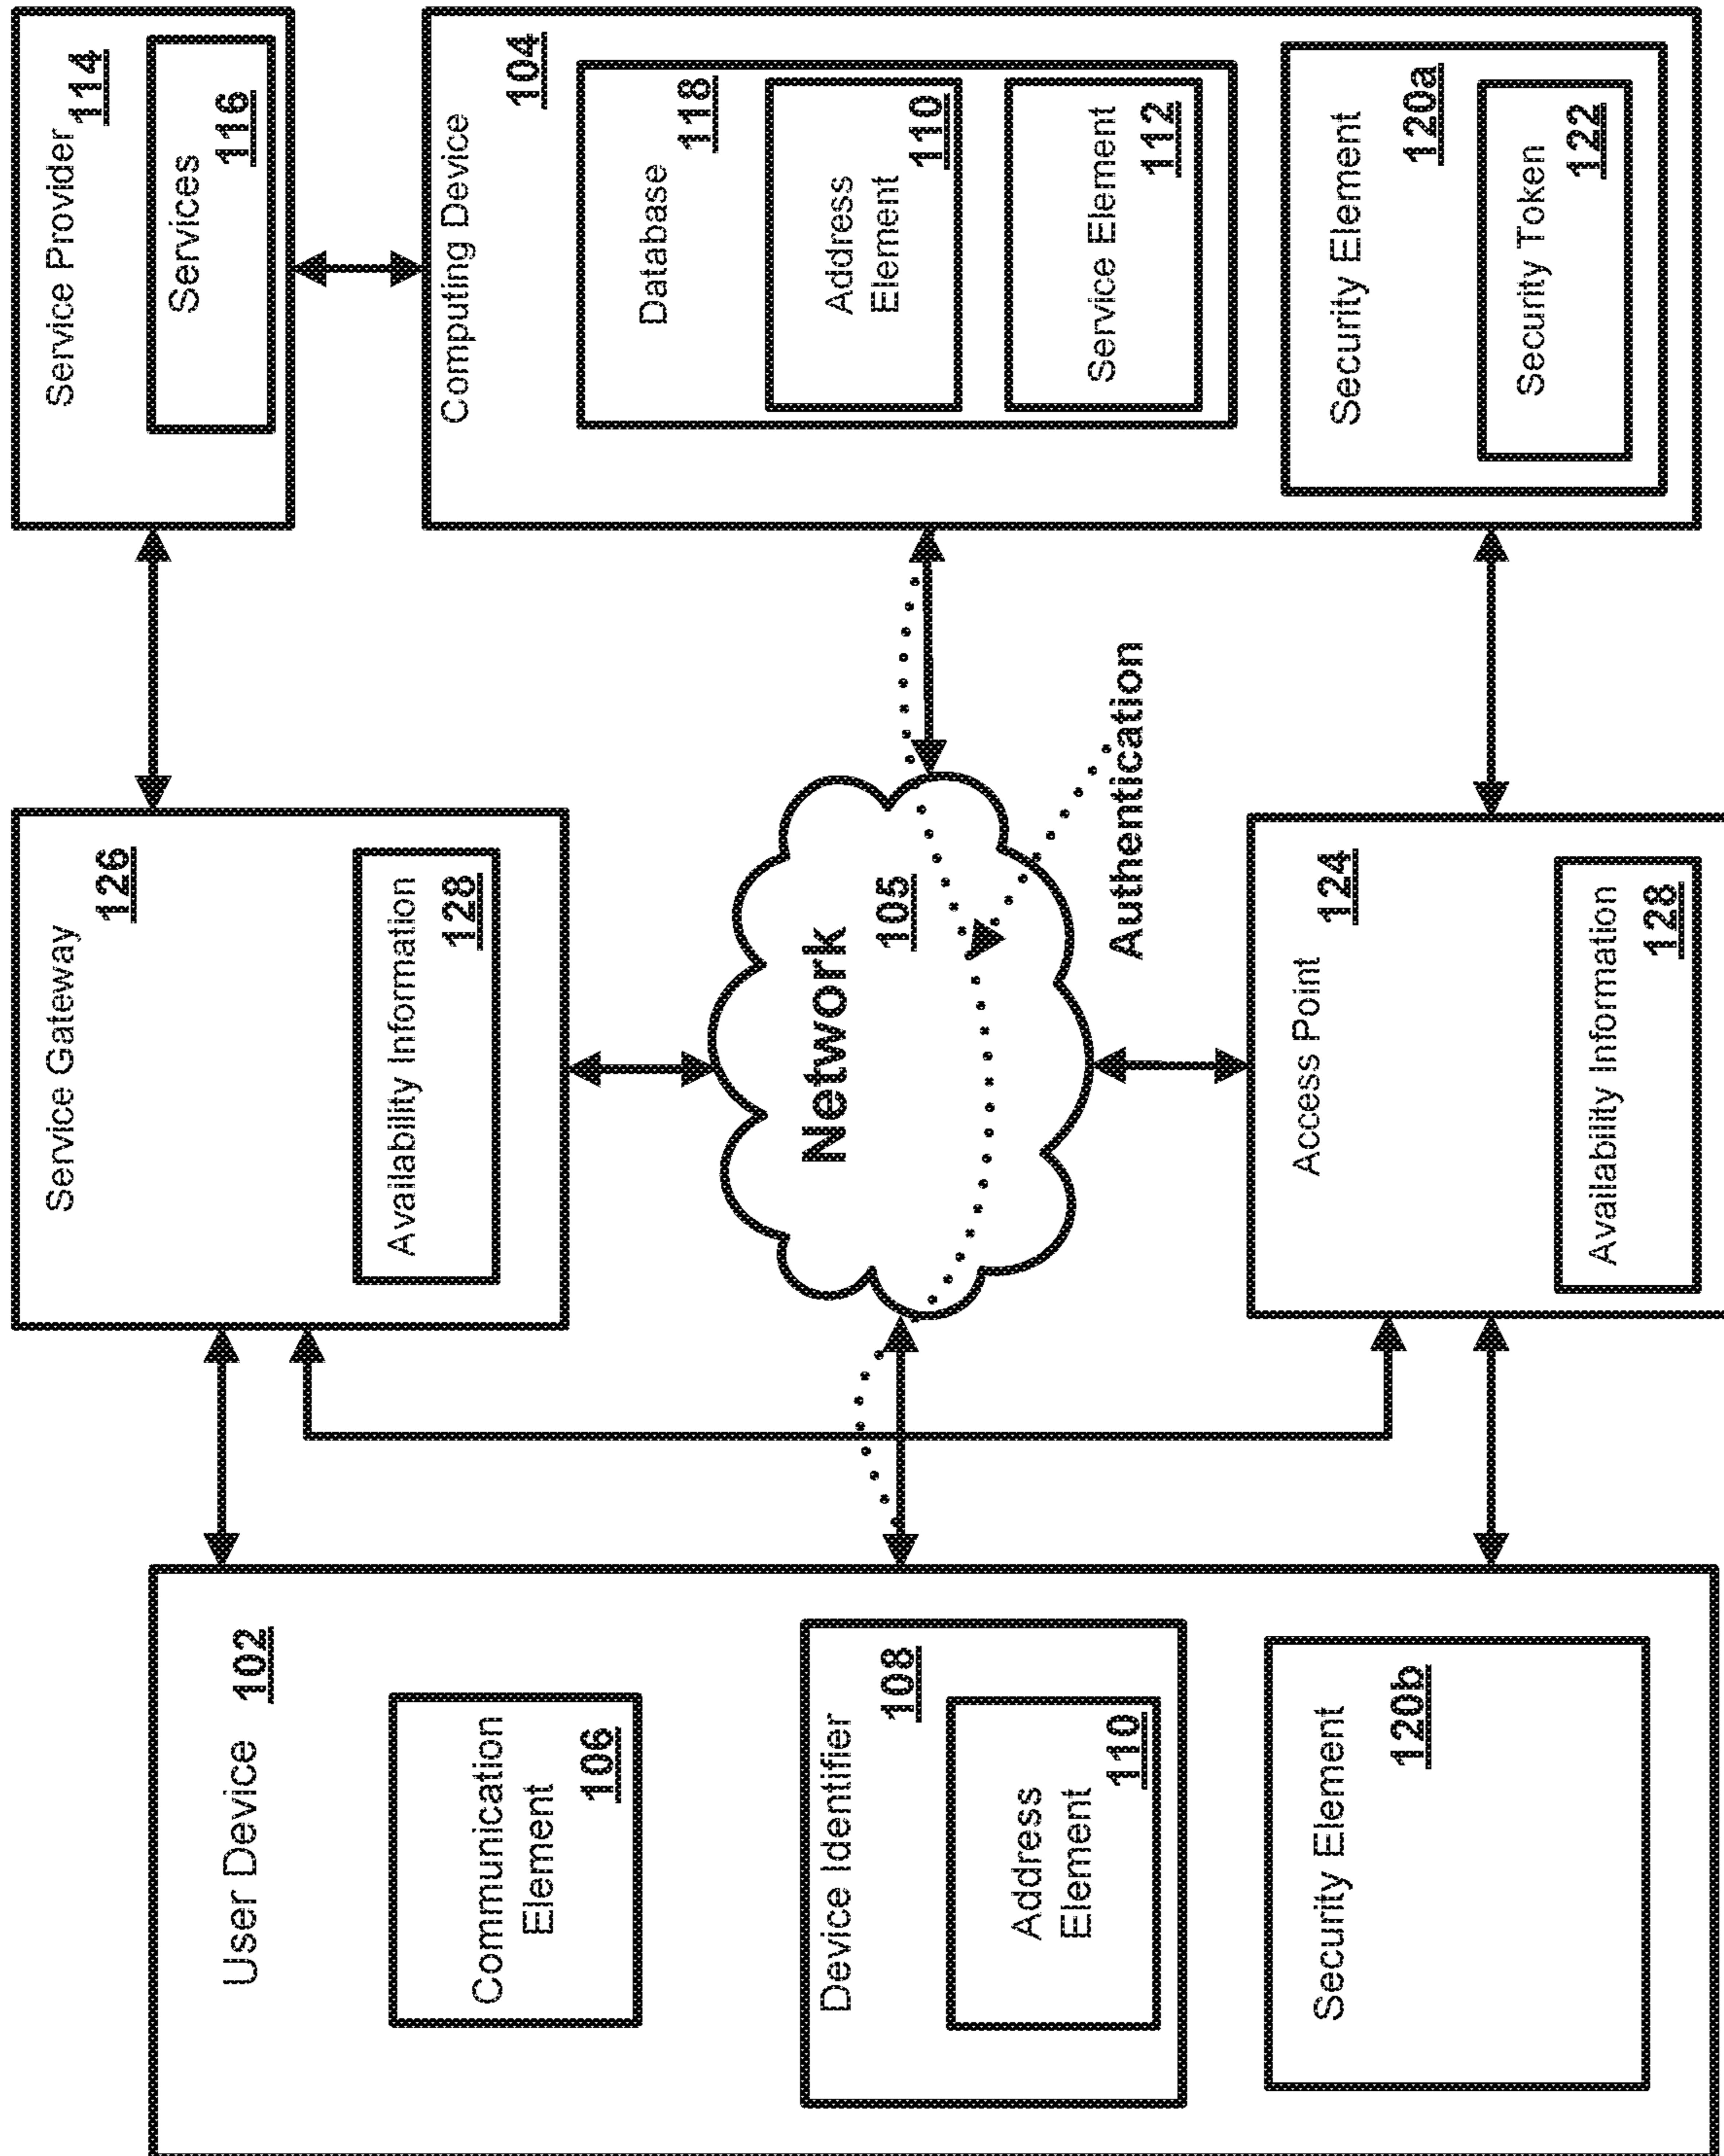 User Device 102
Communication
Element
106
Device Identifier
108
Address
Element
110
Security Element
120b
Service Gateway
126
Availability Information
128
Network
105
Authentication
Access Point
124
Availability Information
128
Service Provider
114
Services
116
Computing Device
104
Database
118
Address
Element
110
Service Element
112
Security Element
120a
Security Token
122